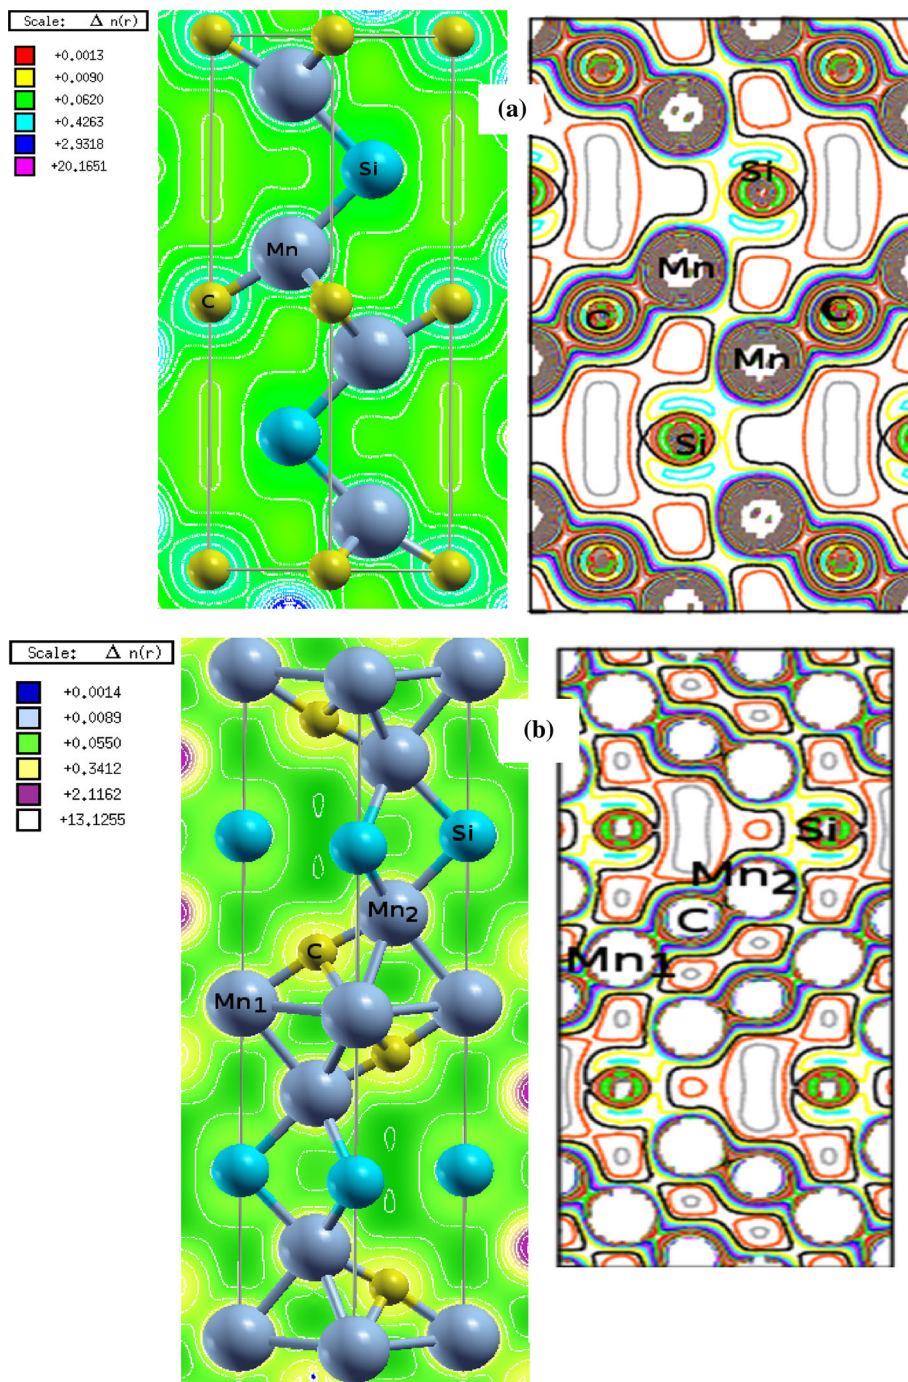 Scale: Δ n(r)
+0.0013
+0.0090
+0.0620
+0.4263
+2.9318
+20.1651
(a)
Si
Mn
C
Si
Mn
C
C
Mn
Si
Scale: Δ n(r)
+0.0014
+0.0089
+0.0550
+0.3412
+2.1162
+13.1255
(b)
Si
Mn2
C
Mn1
Si
Mn2
C
Mn1